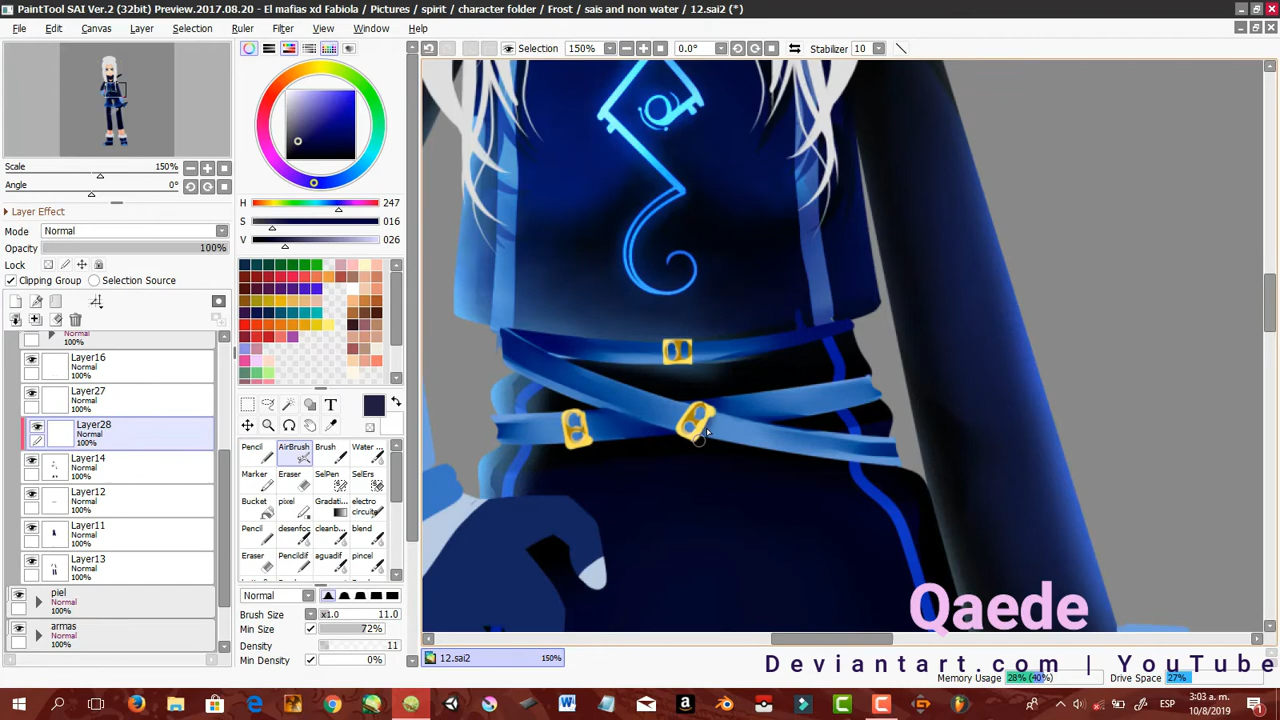 PaintTool SAI Ver.2 (32bit) Preview.2017.08.20 - El mafias xd Fabiola / Pictures / spirit / character folder / Frost / sais and non water / 12.sai2 (*)
File Edit Canvas Layer Selection Ruler Filter View Window Help
Selection 150% 0.0° Stabilizer 10
Scale 150%
Angle 0°
Layer Effect
Mode Normal
Opacity 100%
Lock
Clipping Group Selection Source
H 247
S 016
V 026
Normal
100%
Layer16
Normal
100%
Layer27
Normal
100%
Layer28
Normal
100%
Layer14
Normal
100%
Layer12
Normal
100%
Layer11
Normal
100%
Layer13
Normal
100%
piel
Normal
100%
armas
Normal
100%
T
Pencil AirBrush Brush Water ...
Marker Eraser SelPen SelErs
Bucket pixel Gradati... electro circuite
Pencil desenfoc cleanb... blend
Eraser Pencildif aguadif pincel
Normal
Brush Size x1.0 11.0
Min Size 72%
Density 11
Min Density 0%
Qaede
Deviantart.com | YouTube
12.sai2 150%
Memory Usage 28% (40%) Drive Space 27%
ESP
3:03 a. m.
10/8/2019